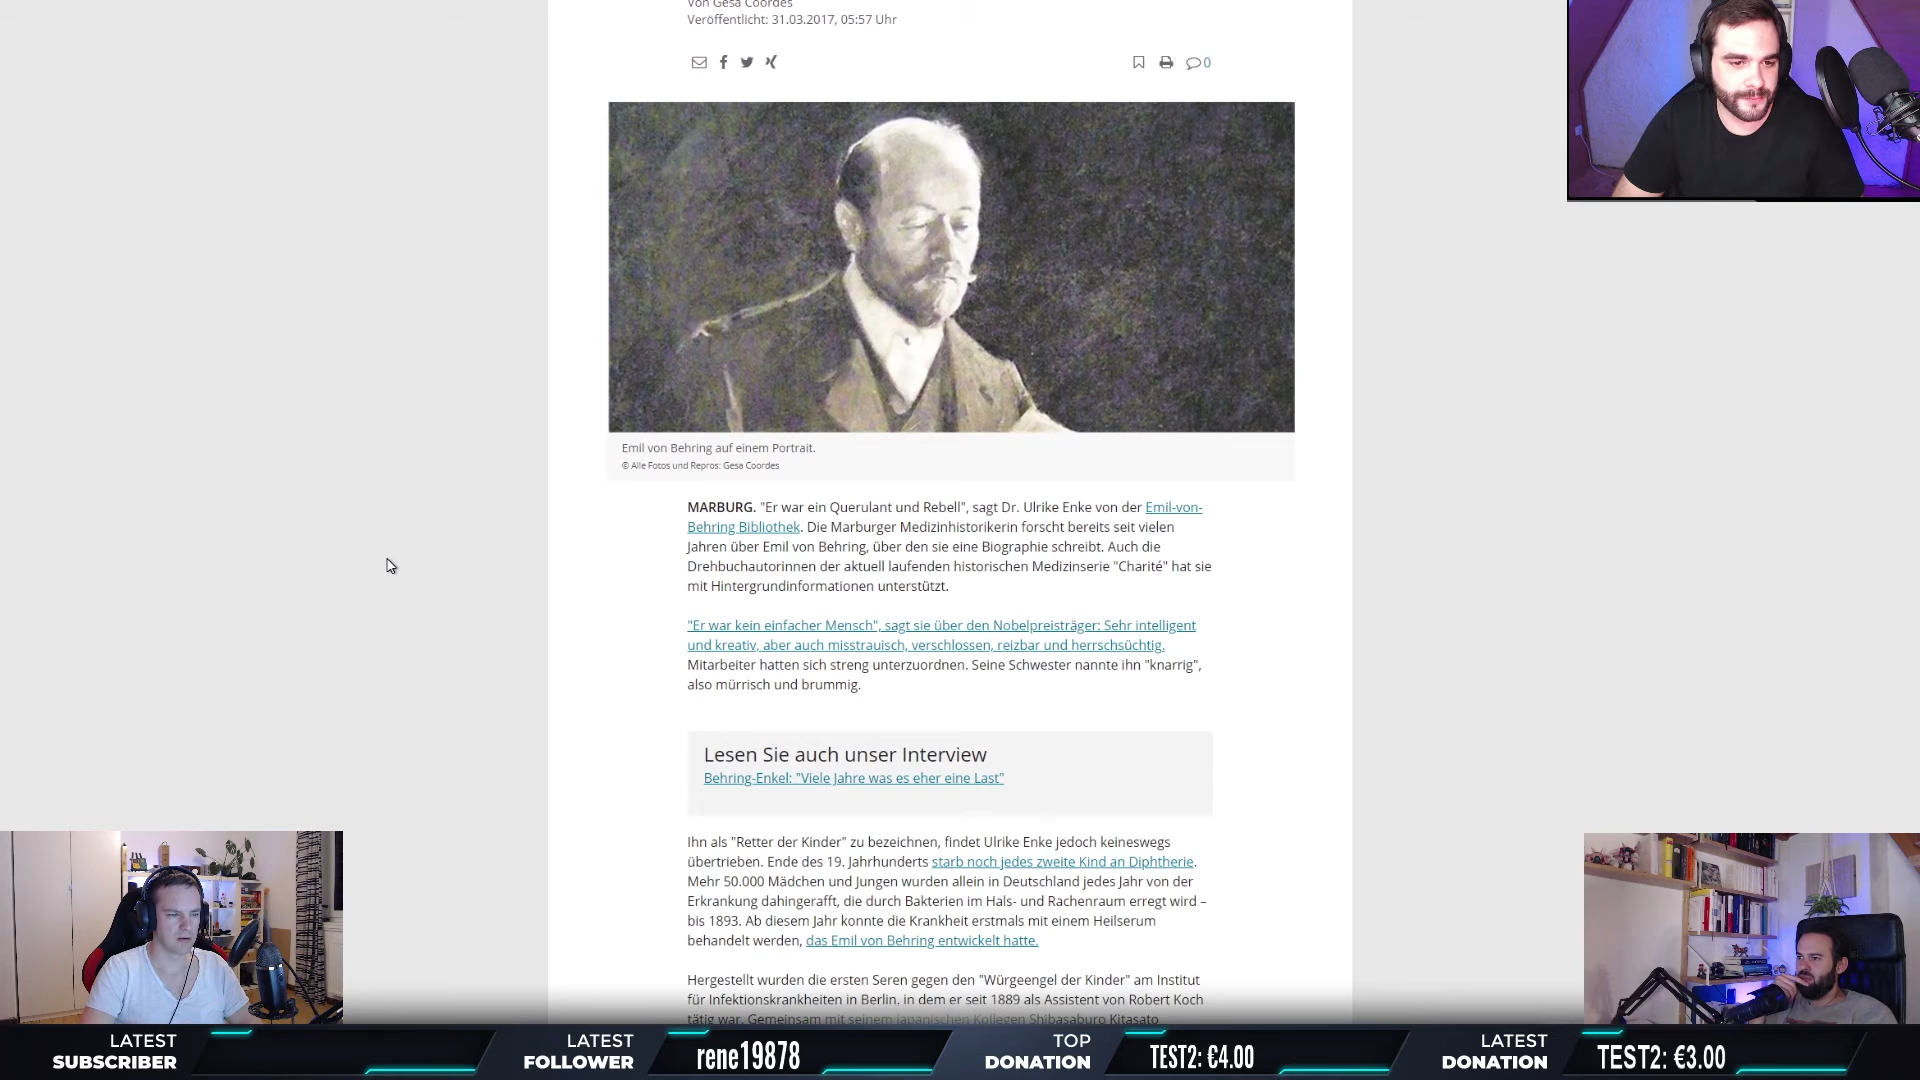 Von Gesa Coordes
Veröffentlicht: 31.03.2017, 05:57 Uhr
0
Emil von Behring auf einem Portrait.
© Alle Fotos und Repros: Gesa Coordes
MARBURG. "Er war ein Querulant und Rebell", sagt Dr. Ulrike Enke von der Emil-von-
Behring Bibliothek. Die Marburger Medizinhistorikerin forscht bereits seit vielen
Jahren über Emil von Behring, über den sie eine Biographie schreibt. Auch die
Drehbuchautorinnen der aktuell laufenden historischen Medizinserie "Charité" hat sie
mit Hintergrundinformationen unterstützt.
"Er war kein einfacher Mensch", sagt sie über den Nobelpreisträger: Sehr intelligent
und kreativ, aber auch misstrauisch, verschlossen, reizbar und herrschsüchtig.
Mitarbeiter hatten sich streng unterzuordnen. Seine Schwester nannte ihn "knarrig",
also mürrisch und brummig.
Lesen Sie auch unser Interview
Behring-Enkel: "Viele Jahre was es eher eine Last"
Ihn als "Retter der Kinder" zu bezeichnen, findet Ulrike Enke jedoch keineswegs
übertrieben. Ende des 19. Jahrhunderts starb noch jedes zweite Kind an Diphtherie.
Mehr 50.000 Mädchen und Jungen wurden allein in Deutschland jedes Jahr von der
Erkrankung dahingerafft, die durch Bakterien im Hals- und Rachenraum erregt wird –
bis 1893. Ab diesem Jahr konnte die Krankheit erstmals mit einem Heilserum
behandelt werden, das Emil von Behring entwickelt hatte.
Hergestellt wurden die ersten Seren gegen den "Würgeengel der Kinder" am Institut
für Infektionskrankheiten in Berlin, in dem er seit 1889 als Assistent von Robert Koch
tätig war. Gemeinsam mit seinem japanischen Kollegen Shibasaburo Kitasato
LATEST
SUBSCRIBER
LATEST
FOLLOWER
rene19878
TOP
DONATION
TEST2: €4.00
LATEST
DONATION
TEST2: €3.00